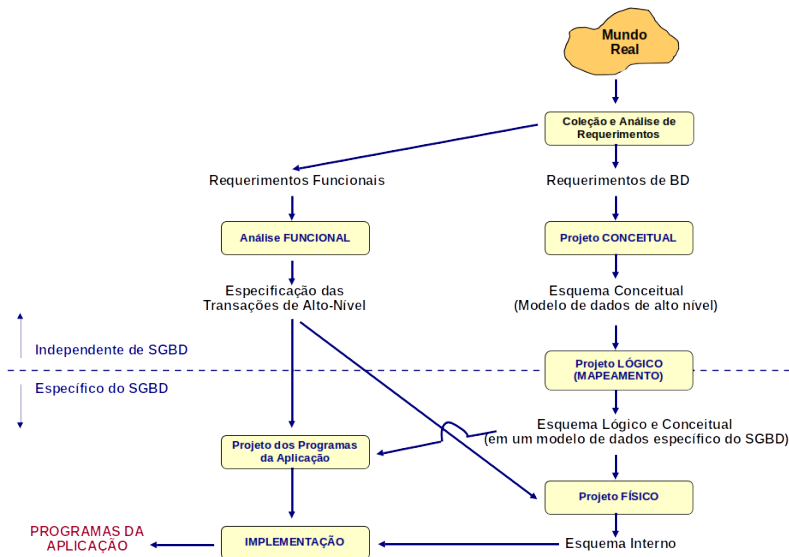 Mundo
Real
Coleção e Análise de
Requerimentos
Requerimentos Funcionais
Requerimentos de BD
Análise FUNCIONAL
Projeto CONCEITUAL
Especificação das
Transações de Alto-Nível
Esquema Conceitual
(Modelo de dados de alto nível)
Independente de SGBD
Projeto LÓGICO
(MAPEAMENTO)
Específico do SGBD
Esquema Lógico e Conceitual
(em um modelo de dados específico do SGBD)
Projeto dos Programas
da Aplicação
Projeto FÍSICO
PROGRAMAS DA
APLICAÇÃO
IMPLEMENTAÇÃO
Esquema Interno